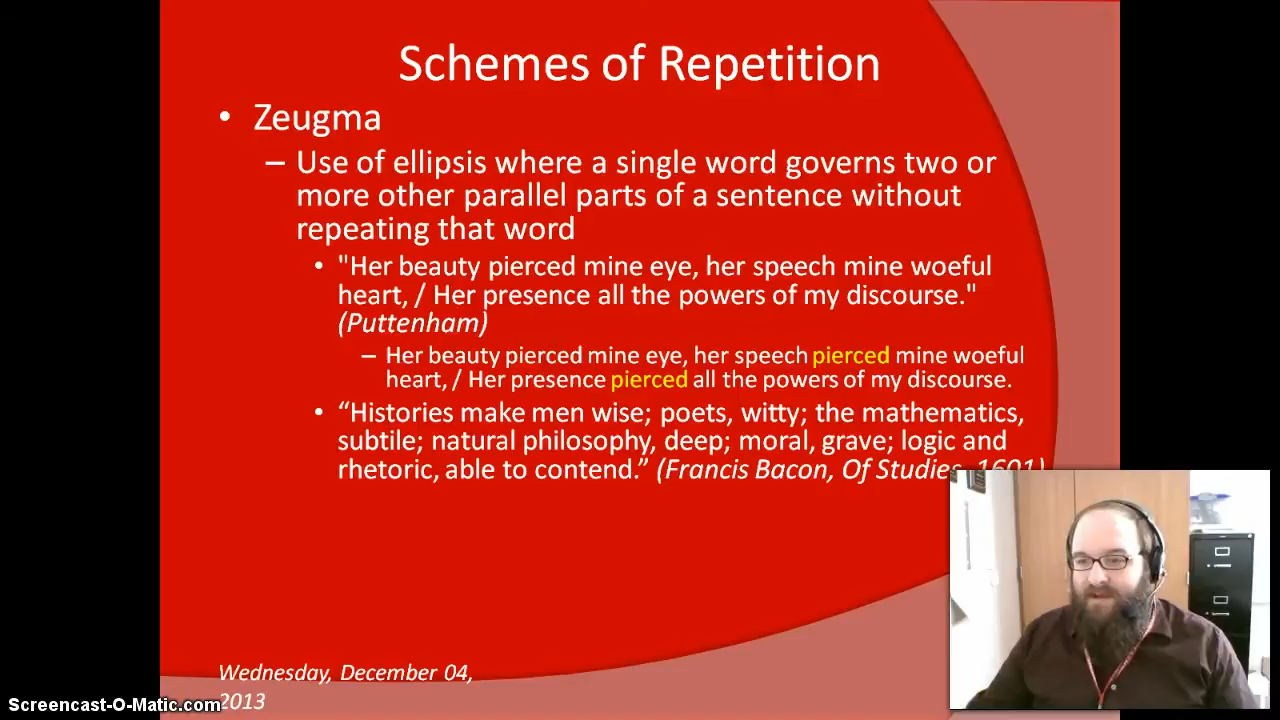 Schemes of Repetition
• Zeugma
– Use of ellipsis where a single word governs two or
more other parallel parts of a sentence without
repeating that word
• "Her beauty pierced mine eye, her speech mine woeful
heart, / Her presence all the powers of my discourse."
(Puttenham)
– Her beauty pierced mine eye, her speech pierced mine woeful
heart, / Her presence pierced all the powers of my discourse.
• “Histories make men wise; poets, witty; the mathematics,
subtile; natural philosophy, deep; moral, grave; logic and
rhetoric, able to contend.” (Francis Bacon, Of Studies, 1601)
Wednesday, December 04,
2013
Screencast-O-Matic.com